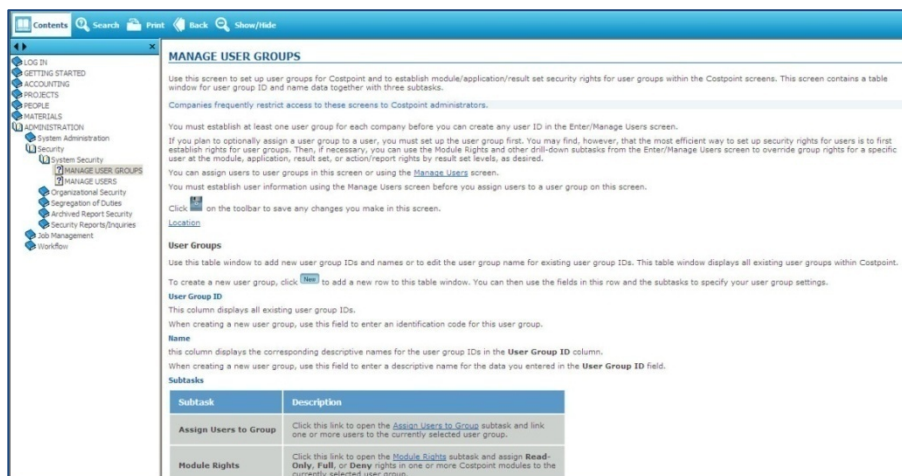 Contents Search Print Back Show/Hide
LOG IN
GETTING STARTED
ACCOUNTING
PROJECTS
PEOPLE
MATERIALS
ADMINISTRATION
System Administration
Security
System Security
MANAGE USER GROUPS
MANAGE USERS
Organizational Security
Segregation of Duties
Archived Report Security
Security Reports/Inquiries
Job Management
Workflow
MANAGE USER GROUPS
Use this screen to set up user groups for Costpoint and to establish module/application/result set security rights for user groups within the Costpoint screens. This screen contains a table
window for user group ID and name data together with three subtasks.
Companies frequently restrict access to these screens to Costpoint administrators.
You must establish at least one user group for each company before you can create any user ID in the Enter/Manage Users screen.
If you plan to optionally assign a user group to a user, you must set up the user group first. You may find, however, that the most efficient way to set up security rights for users is to first
establish rights for user groups. Then, if necessary, you can use the Module Rights and other drill-down subtasks from the Enter/Manage Users screen to override group rights for a specific
user at the module, application, result set, or action/report rights by result set levels, as desired.
You can assign users to user groups in this screen or using the Manage Users screen.
You must establish user information using the Manage Users screen before you assign users to a user group on this screen.
Click on the toolbar to save any changes you make in this screen.
Location
User Groups
Use this table window to add new user group IDs and names or to edit the user group name for existing user group IDs. This table window displays all existing user groups within Costpoint.
To create a new user group, click New to add a new row to this table window. You can then use the fields in this row and the subtasks to specify your user group settings.
User Group ID
This column displays all existing user group IDs.
When creating a new user group, use this field to enter an identification code for this user group.
Name
this column displays the corresponding descriptive names for the user group IDs in the User Group ID column.
When creating a new user group, use this field to enter a descriptive name for the data you entered in the User Group ID field.
Subtasks
Subtask Description
Assign Users to Group Click this link to open the Assign Users to Group subtask and link
one or more users to the currently selected user group.
Module Rights Click this link to open the Module Rights subtask and assign Read-
Only, Full, or Deny rights in one or more Costpoint modules to the
currently selected user group.